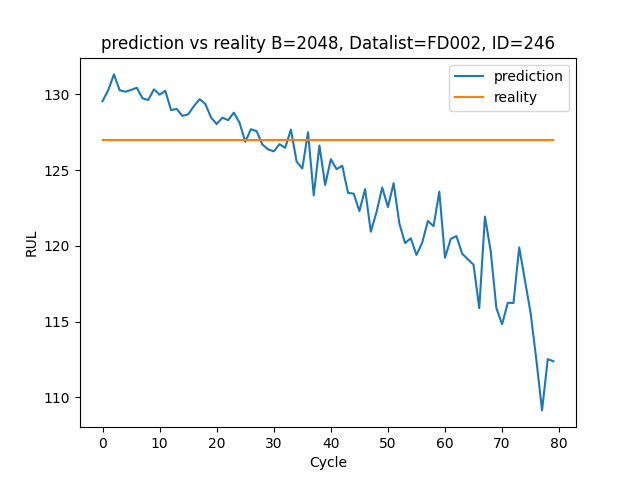 prediction vs reality B=2048, Datalist=FD002, ID=246
prediction
reality
130
125
120
115
110
RUL
0 10 20 30 40 50 60 70 80
Cycle